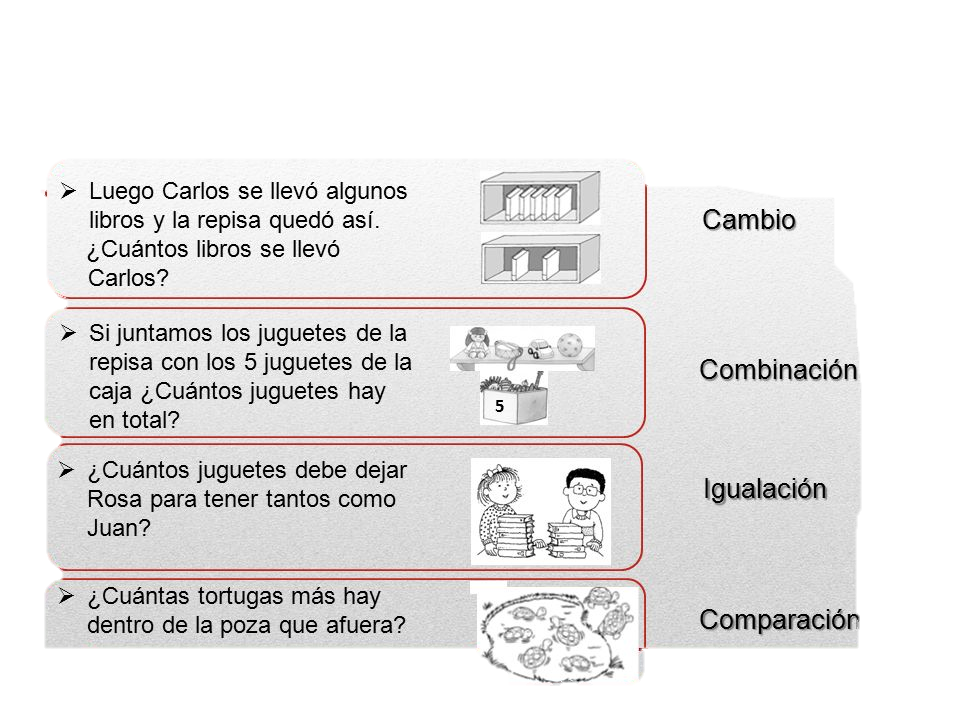 ➢ Luego Carlos se llevó algunos
libros y la repisa quedó así.
¿Cuántos libros se llevó
Carlos?
Cambio
➢ Si juntamos los juguetes de la
repisa con los 5 juguetes de la
caja ¿Cuántos juguetes hay
en total?
5
Combinación
➢ ¿Cuántos juguetes debe dejar
Rosa para tener tantos como
Juan?
Igualación
➢ ¿Cuántas tortugas más hay
dentro de la poza que afuera?
Comparación